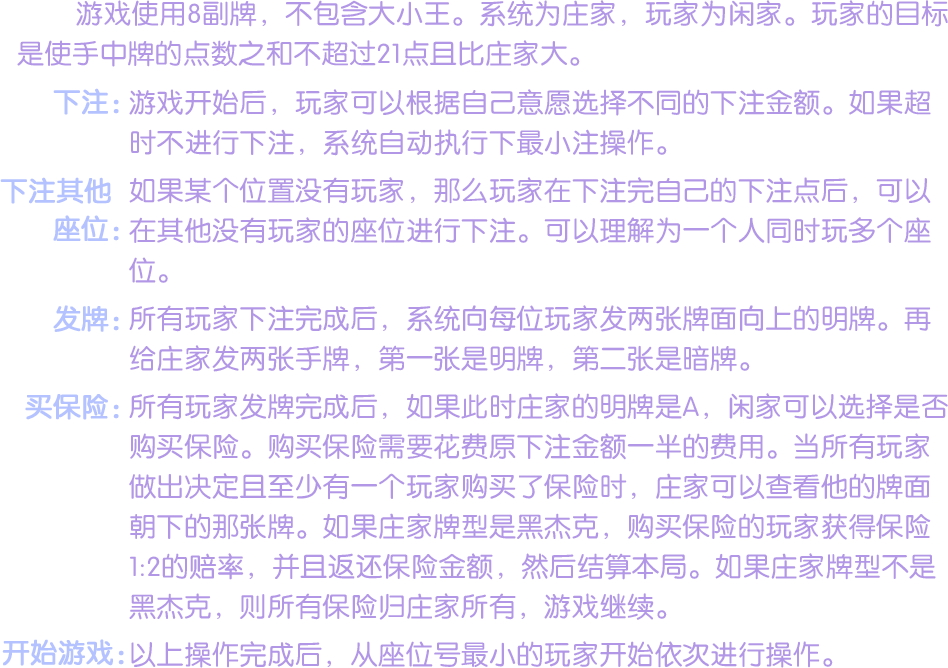 游戏使用8副牌，不包含大小王。系统为庄家，玩家为闲家。玩家的目标
是使手中牌的点数之和不超过21点且比庄家大。
下注：游戏开始后，玩家可以根据自己意愿选择不同的下注金额。如果超
时不进行下注，系统自动执行下最小注操作。
下注其他 如果某个位置没有玩家，那么玩家在下注完自己的下注点后，可以
座位：在其他没有玩家的座位进行下注。可以理解为一个人同时玩多个座
位。
发牌：所有玩家下注完成后，系统向每位玩家发两张牌面向上的明牌。再
给庄家发两张手牌，第一张是明牌，第二张是暗牌。
买保险：所有玩家发牌完成后，如果此时庄家的明牌是A，闲家可以选择是否
购买保险。购买保险需要花费原下注金额一半的费用。当所有玩家
做出决定且至少有一个玩家购买了保险时，庄家可以查看他的牌面
朝下的那张牌。如果庄家牌型是黑杰克，购买保险的玩家获得保险
1:2的赔率，并且返还保险金额，然后结算本局。如果庄家牌型不是
黑杰克，则所有保险归庄家所有，游戏继续。
开始游戏：以上操作完成后，从座位号最小的玩家开始依次进行操作。